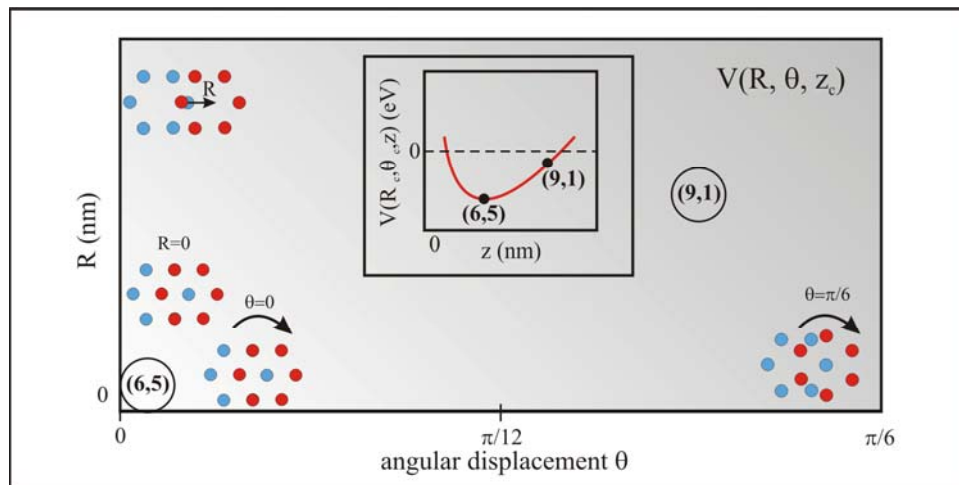 V(R, θ, z_c)
R
V(R_c, θ_c, z) (eV)
0
(9,1)
(6,5)
0
z (nm)
(9,1)
R (nm)
R=0
θ=0
θ=π/6
(6,5)
0
0
π/12
π/6
angular displacement θ